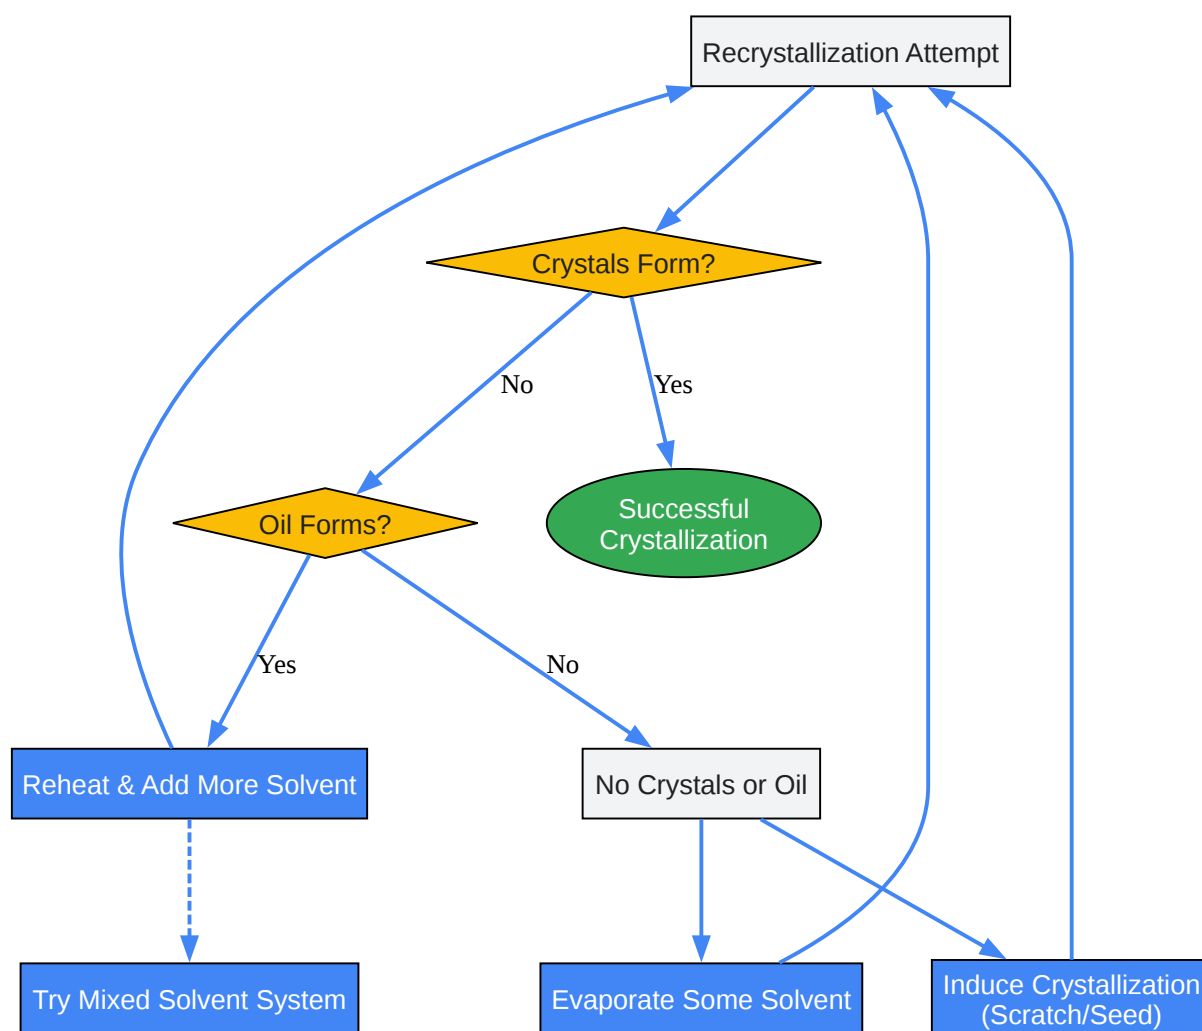 Recrystallization Attempt
Crystals Form?
No
Yes
Oil Forms?
Successful
Crystallization
Yes
No
Reheat & Add More Solvent
No Crystals or Oil
Try Mixed Solvent System
Evaporate Some Solvent
Induce Crystallization
(Scratch/Seed)